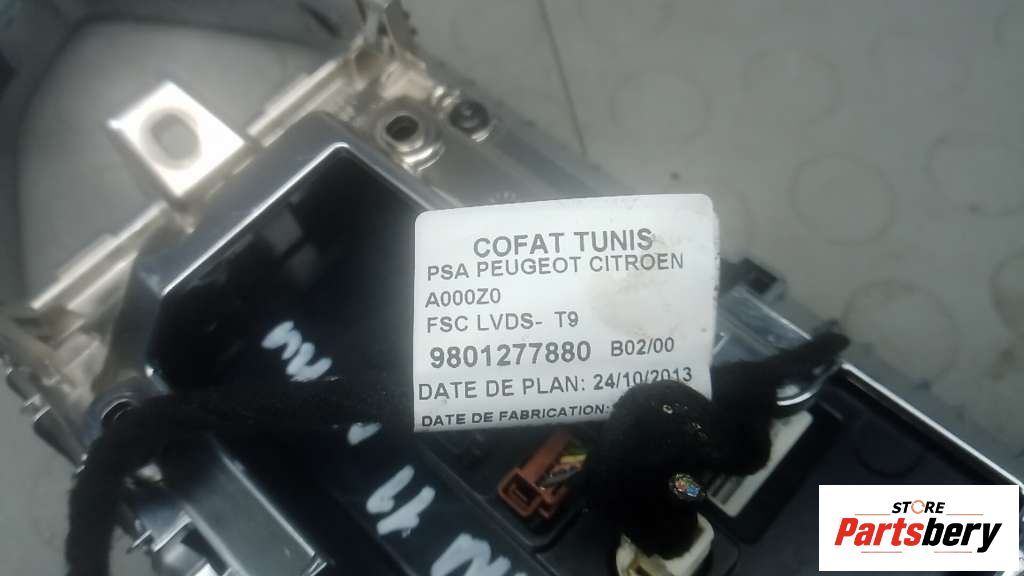 COFAT TUNIS
PSA PEUGEOT CITROEN
A000Z0
FSC LVDS- T9
9801277880 B02/00
DATE DE PLAN: 24/10/2013
DATE DE FABRICATION:
STORE
Partsbery